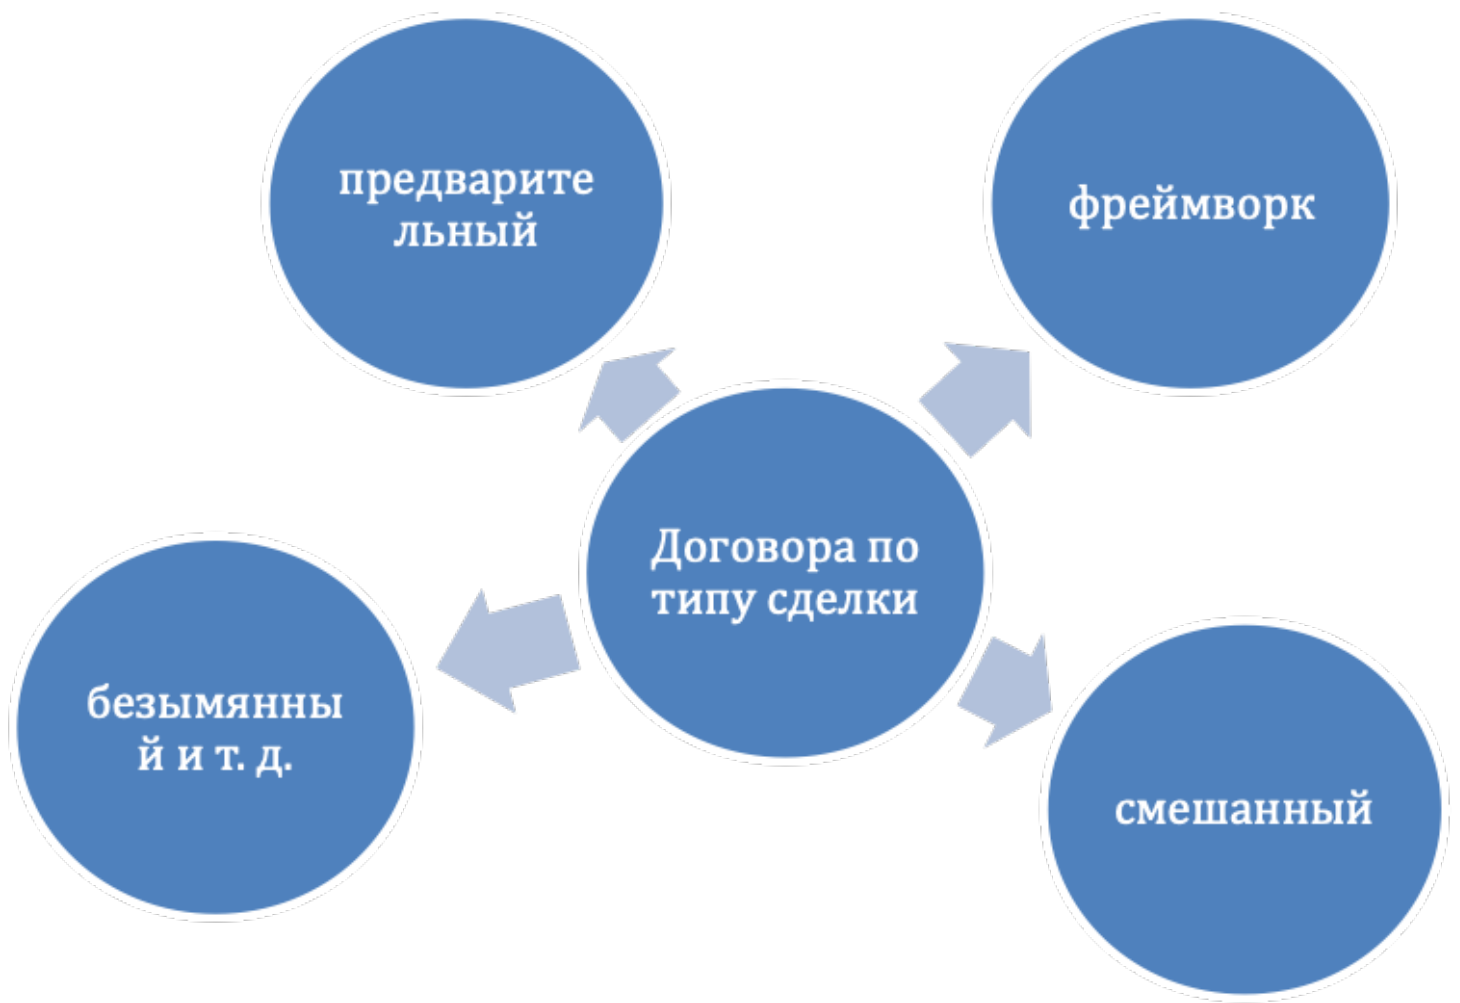 предварите
льный
фреймворк
Договора по
типу сделки
безымянны
й и т. д.
смешанный